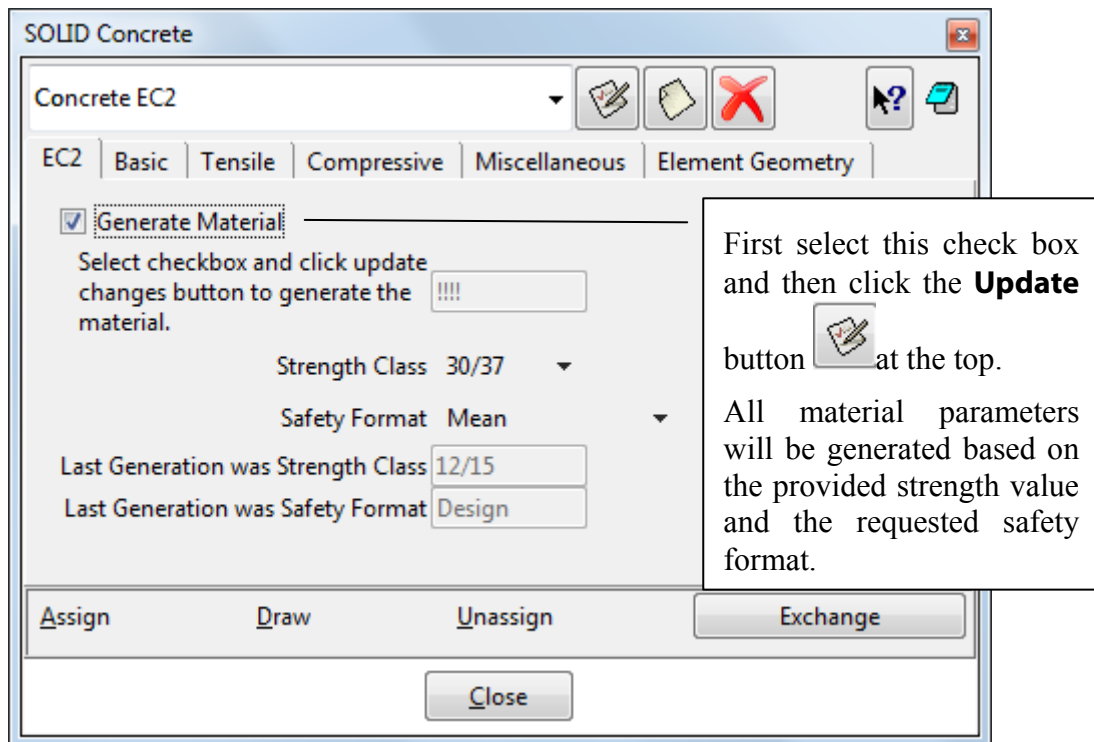 SOLID Concrete
Concrete EC2
EC2 Basic Tensile Compressive Miscellaneous Element Geometry
Generate Material
Select checkbox and click update
changes button to generate the
material.
!!!!
Strength Class 30/37
Safety Format Mean
Last Generation was Strength Class 12/15
Last Generation was Safety Format Design
Assign Draw Unassign Exchange
Close
First select this check box
and then click the Update
button at the top.
All material parameters
will be generated based on
the provided strength value
and the requested safety
format.